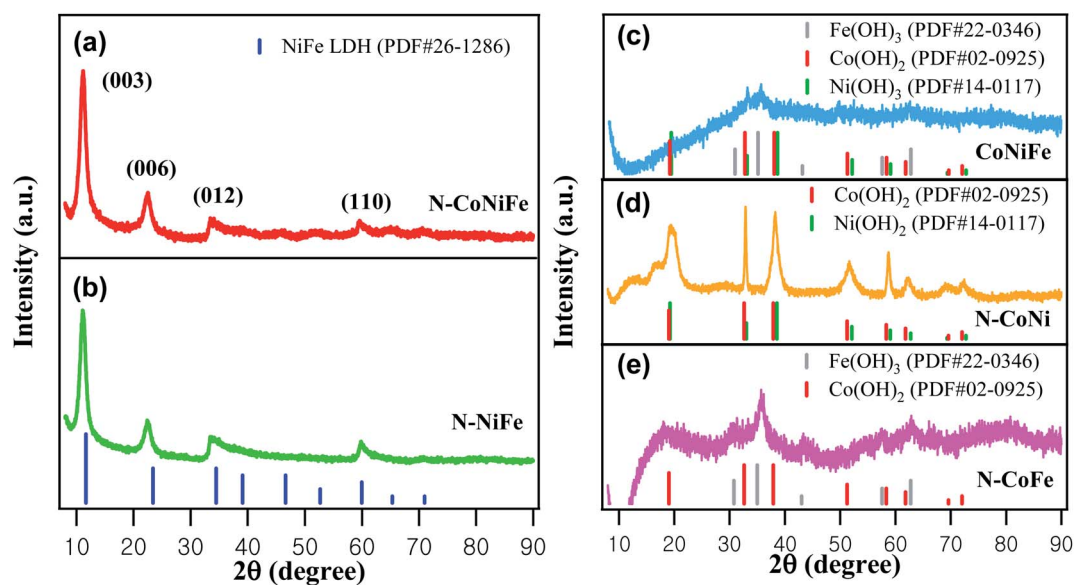 (a)
NiFe LDH (PDF#26-1286)
(003)
(006)
(012)
(110)
N-CoNiFe
(b)
N-NiFe
Intensity (a.u.)
10 20 30 40 50 60 70 80 90
2θ (degree)
(c)
Fe(OH)3 (PDF#22-0346)
Co(OH)2 (PDF#02-0925)
Ni(OH)3 (PDF#14-0117)
CoNiFe
(d)
Co(OH)2 (PDF#02-0925)
Ni(OH)2 (PDF#14-0117)
N-CoNi
(e)
Fe(OH)3 (PDF#22-0346)
Co(OH)2 (PDF#02-0925)
N-CoFe
Intensity (a.u.)
10 20 30 40 50 60 70 80 90
2θ (degree)